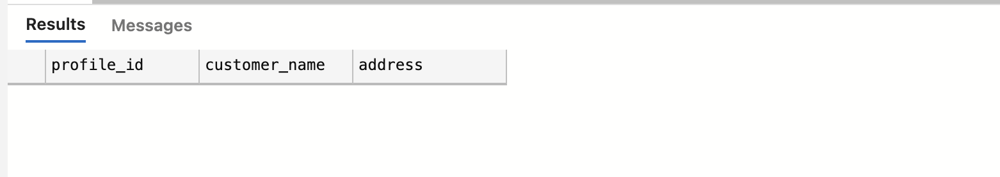 Results Messages
profile_id customer_name address